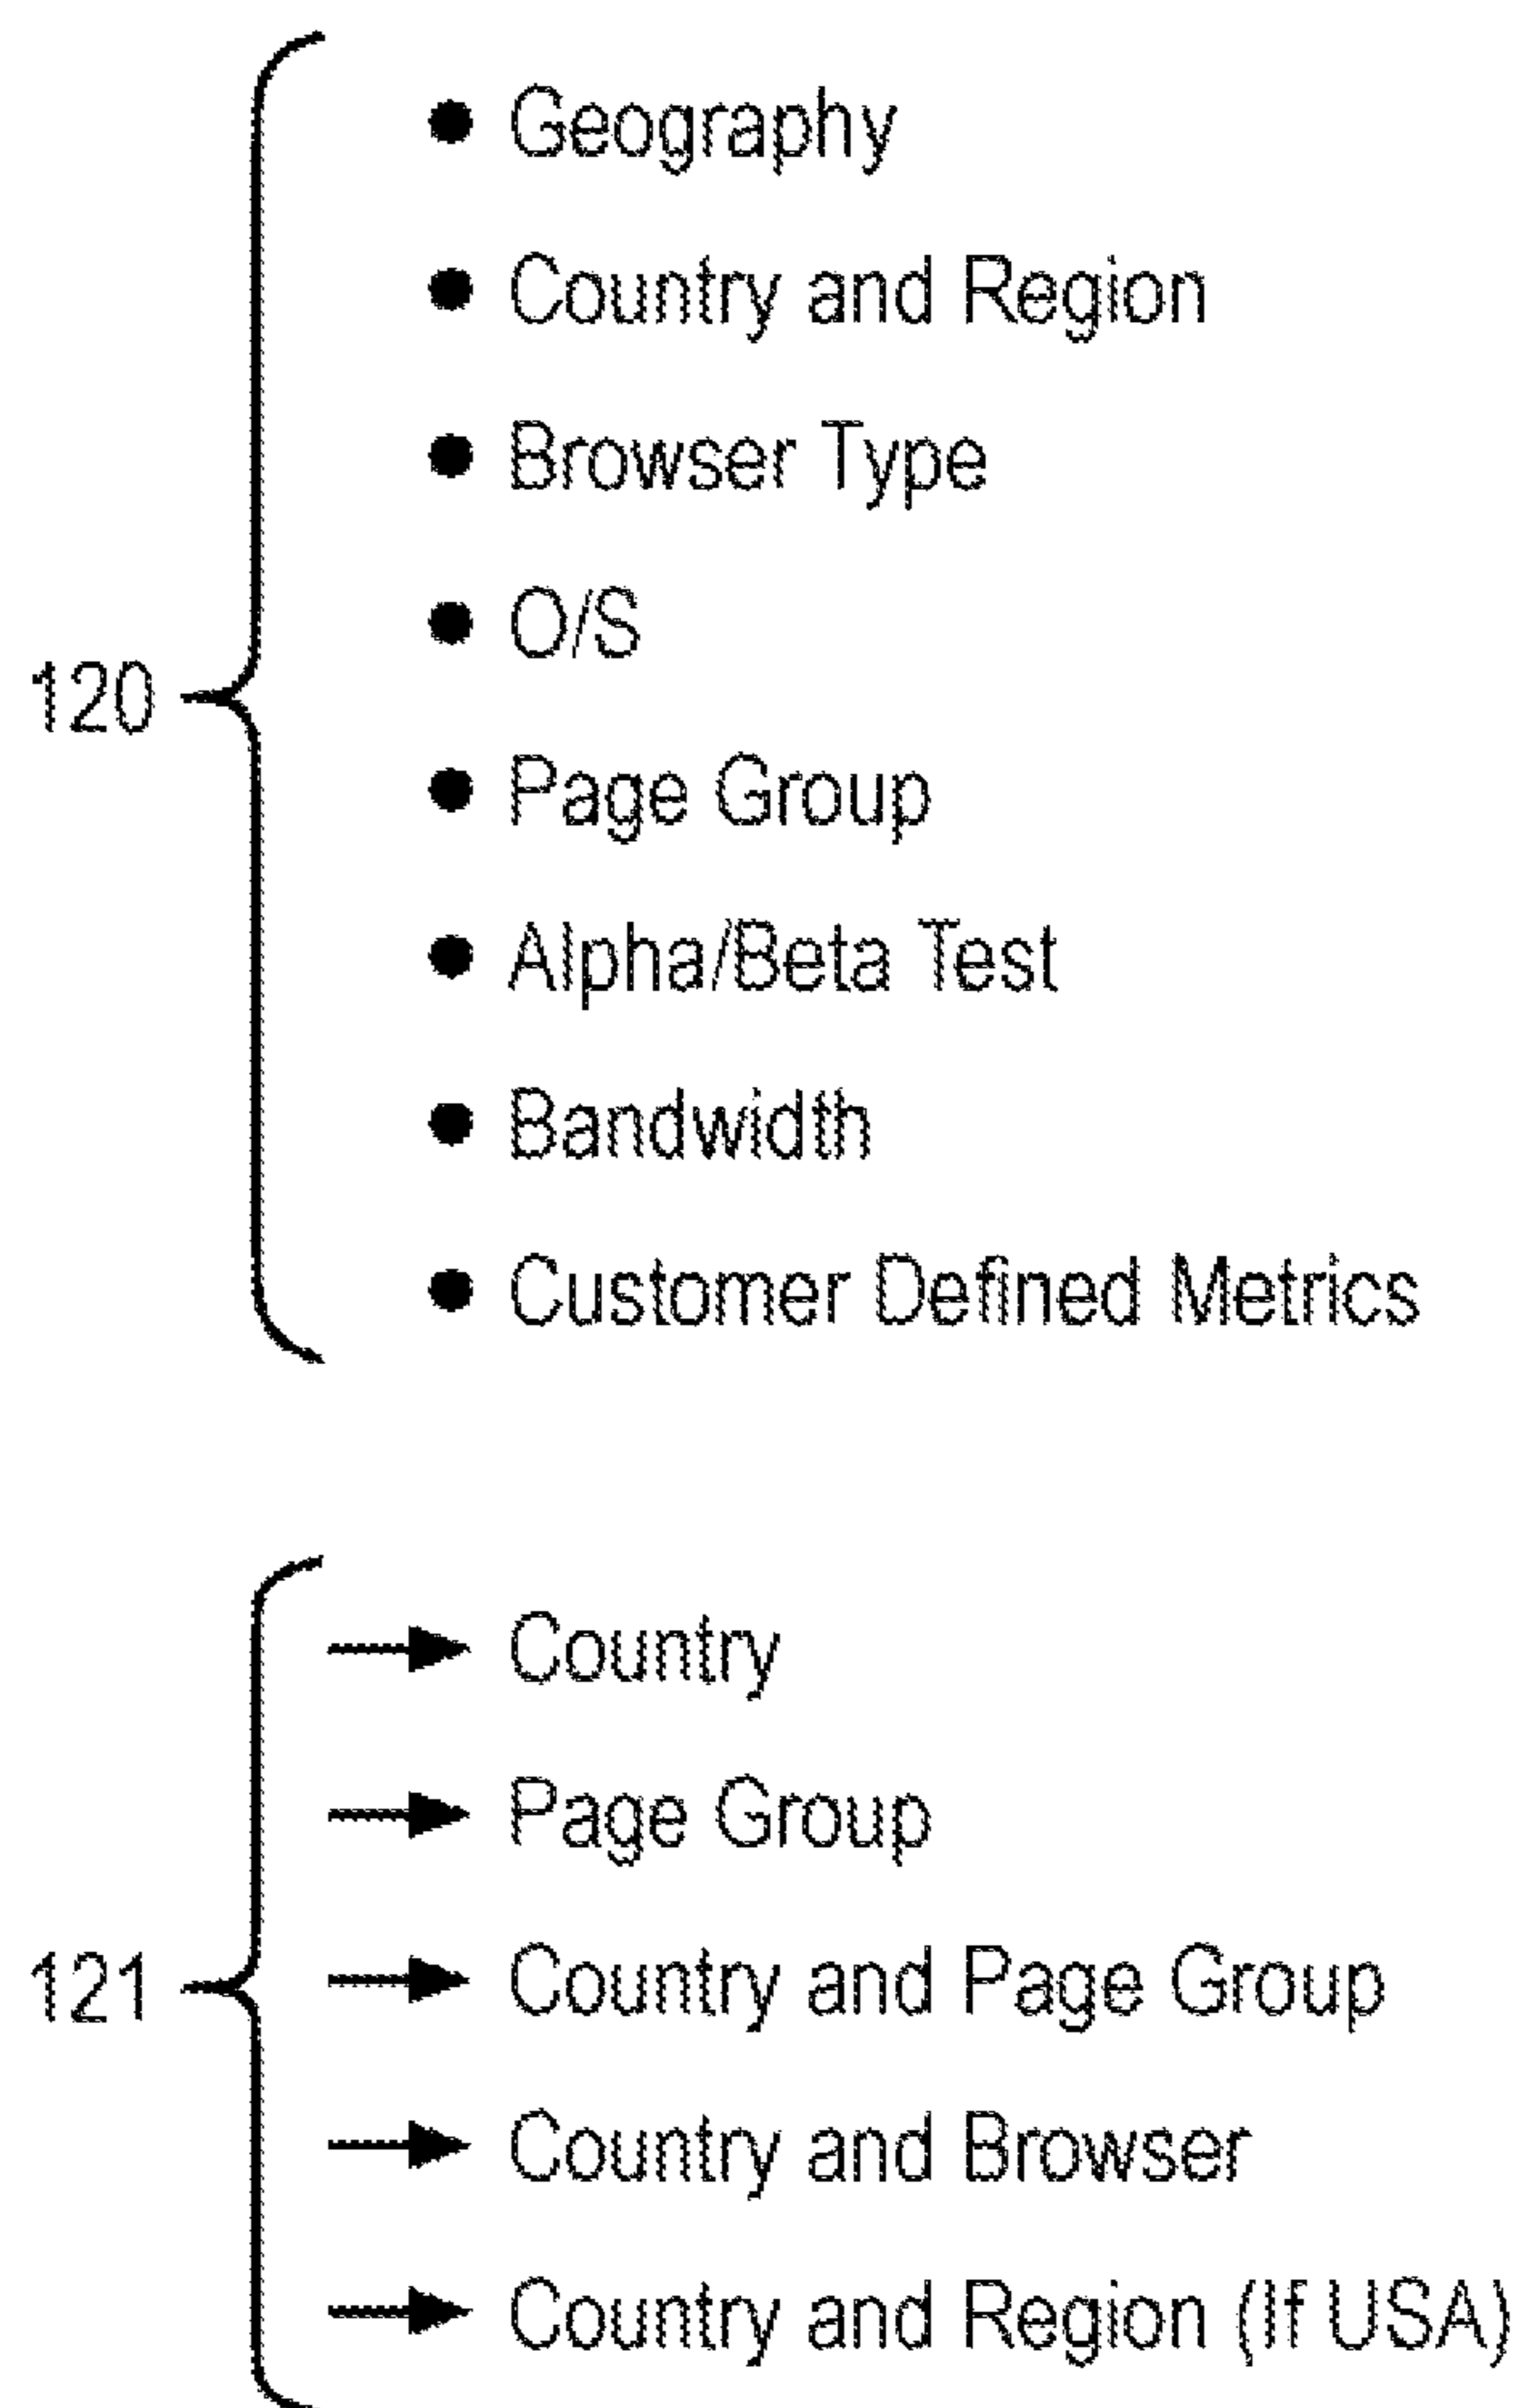 • Geography
• Country and Region
• Browser Type
• O/S
120
• Page Group
• Alpha/Beta Test
• Bandwidth
• Customer Defined Metrics
→ Country
→ Page Group
121
→ Country and Page Group
→ Country and Browser
→ Country and Region (If USA)